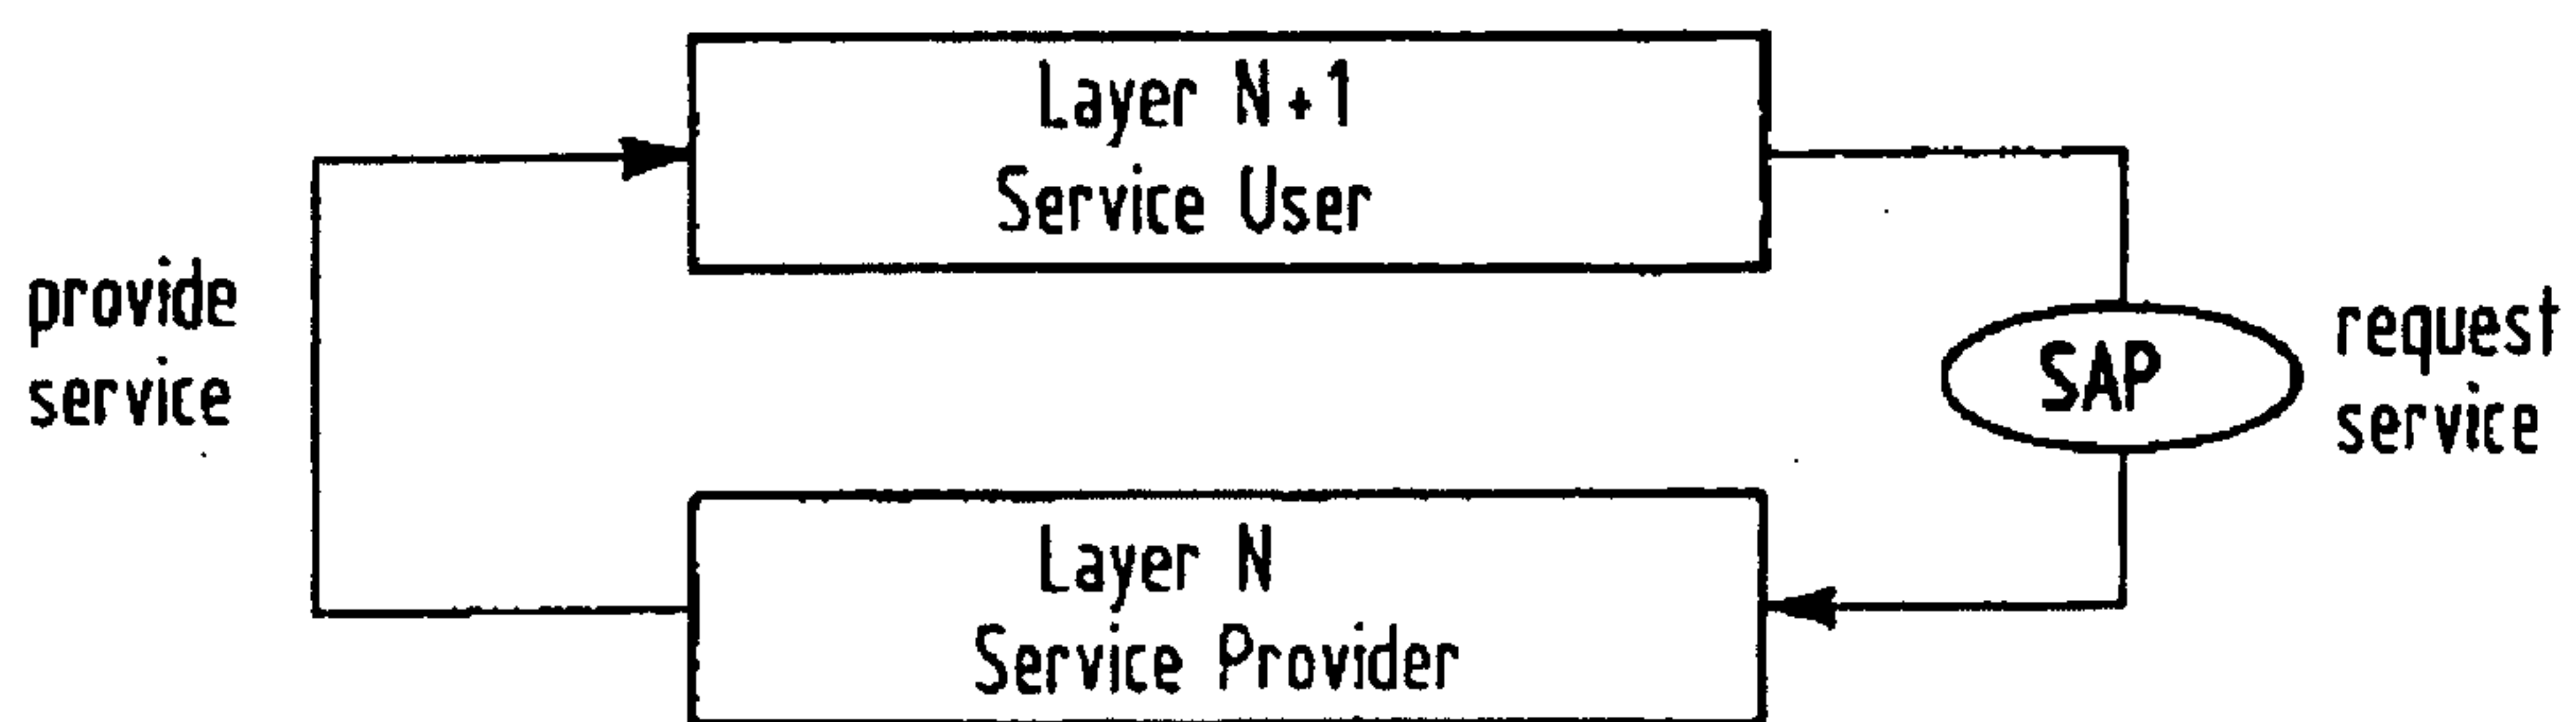 Layer N+1
Service User
provide
service
SAP
request
service
Layer N
Service Provider